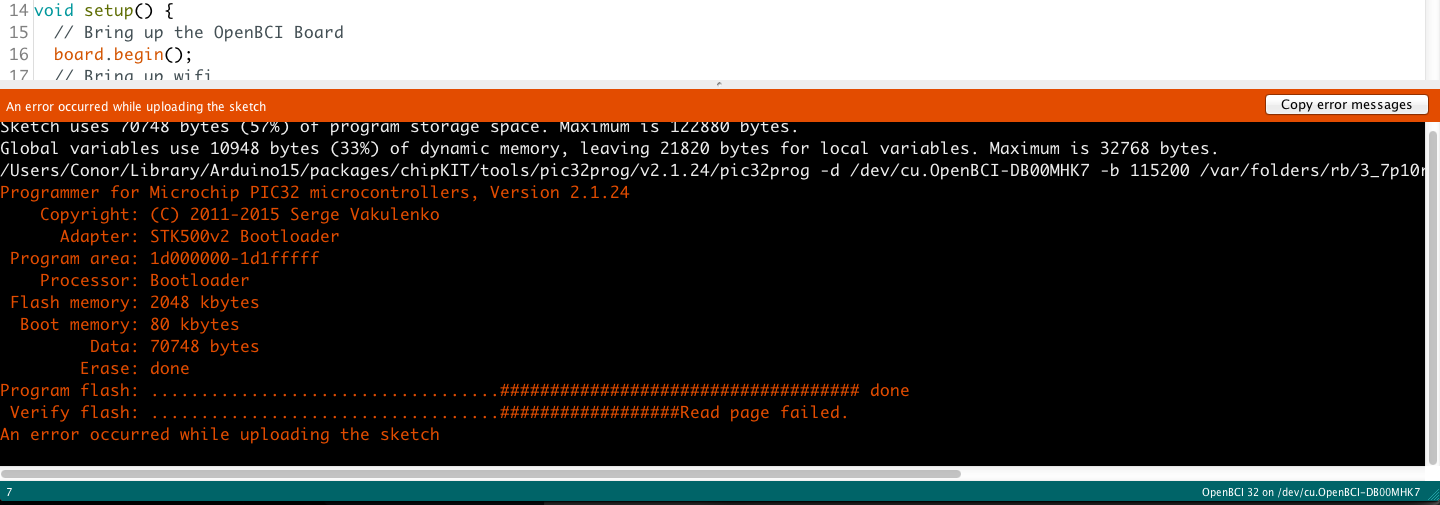 14 void setup() {
15 // Bring up the OpenBCI Board
16 board.begin();
17 // Bring up wifi
An error occurred while uploading the sketch
Copy error messages
Sketch uses 70748 bytes (57%) of program storage space. Maximum is 122880 bytes.
Global variables use 10948 bytes (33%) of dynamic memory, leaving 21820 bytes for local variables. Maximum is 32768 bytes.
/Users/Conor/Library/Arduino15/packages/chipKIT/tools/pic32prog/v2.1.24/pic32prog -d /dev/cu.OpenBCI-DB00MHK7 -b 115200 /var/folders/rb/3_7p10r
Programmer for Microchip PIC32 microcontrollers, Version 2.1.24
Copyright: (C) 2011-2015 Serge Vakulenko
Adapter: STK500v2 Bootloader
Program area: 1d000000-1d1fffff
Processor: Bootloader
Flash memory: 2048 kbytes
Boot memory: 80 kbytes
Data: 70748 bytes
Erase: done
Program flash: ...................................#################################### done
Verify flash: ...................................##################Read page failed.
An error occurred while uploading the sketch
7
OpenBCI 32 on /dev/cu.OpenBCI-DB00MHK7